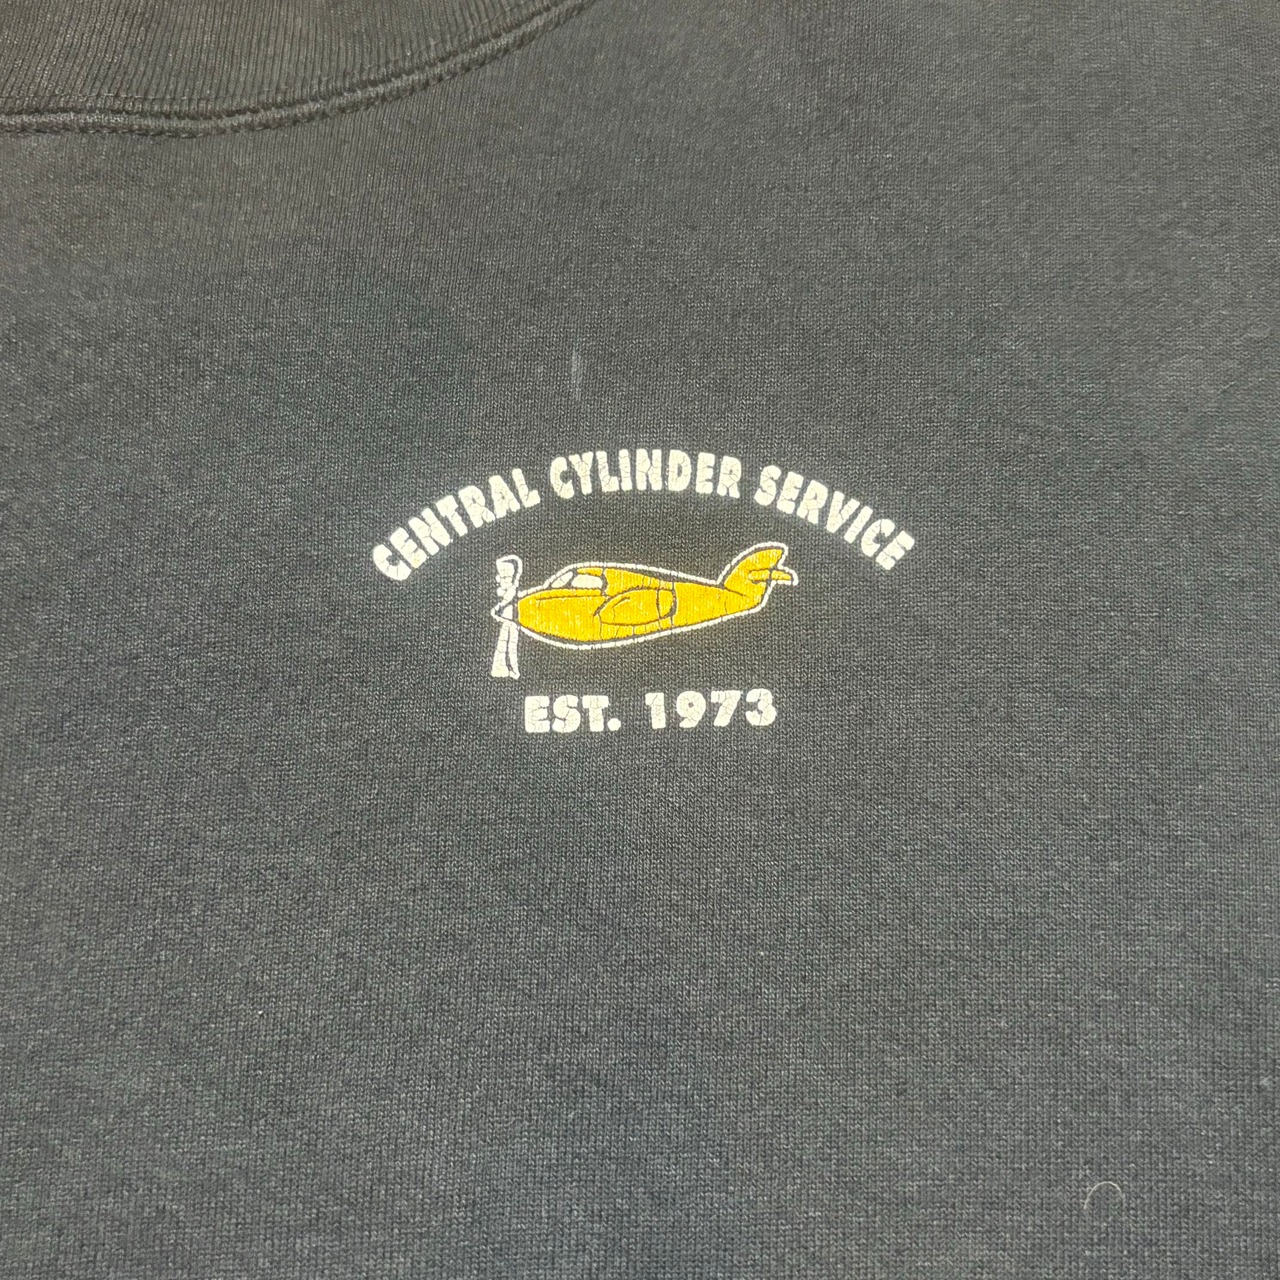 CENTRAL CYLINDER SERVICE
EST. 1973